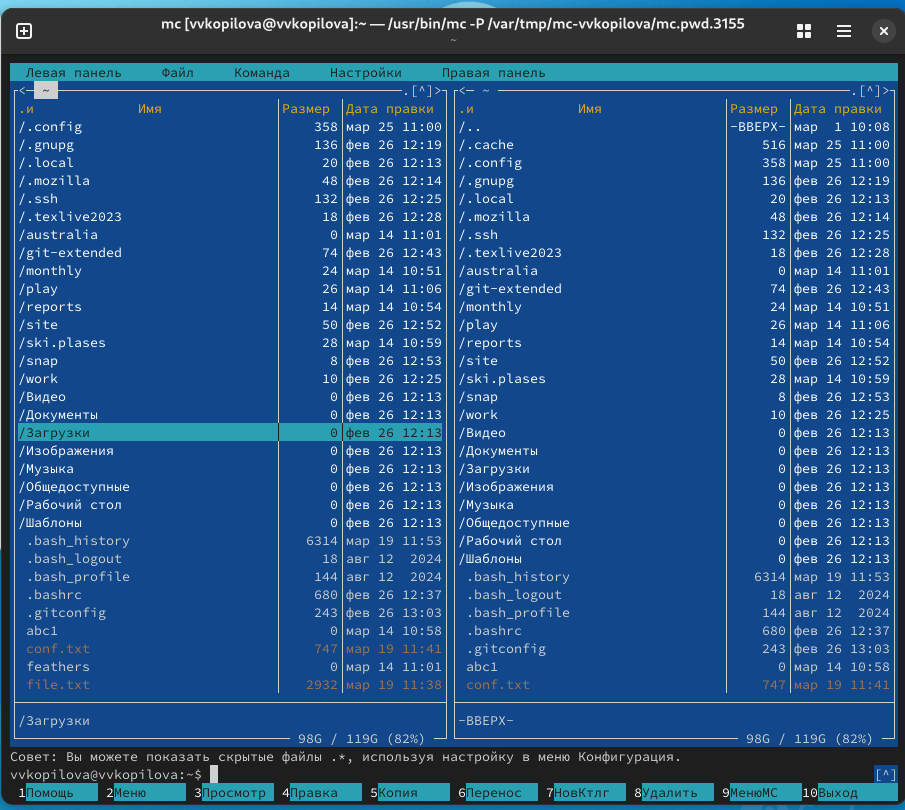 mc [vvkopilova@vvkopilova]:~ — /usr/bin/mc -P /var/tmp/mc-vvkopilova/mc.pwd.3155
~
Левая панель Файл Команда Настройки Правая панель
<─ ~ .[^]> <─ ~ .[^]>
.и Имя Размер Дата правки .и Имя Размер Дата правки
/.config 358 мар 25 11:00 /.. -ВВЕРХ- мар 1 10:08
/.gnupg 136 фев 26 12:19 /.cache 516 мар 25 11:00
/.local 20 фев 26 12:13 /.config 358 мар 25 11:00
/.mozilla 48 фев 26 12:14 /.gnupg 136 фев 26 12:19
/.ssh 132 фев 26 12:25 /.local 20 фев 26 12:13
/.texlive2023 18 фев 26 12:28 /.mozilla 48 фев 26 12:14
/australia 0 мар 14 11:01 /.ssh 132 фев 26 12:25
/git-extended 74 фев 26 12:43 /.texlive2023 18 фев 26 12:28
/monthly 24 мар 14 10:51 /australia 0 мар 14 11:01
/play 26 мар 14 11:06 /git-extended 74 фев 26 12:43
/reports 14 мар 14 10:54 /monthly 24 мар 14 10:51
/site 50 фев 26 12:52 /play 26 мар 14 11:06
/ski.plases 28 мар 14 10:59 /reports 14 мар 14 10:54
/snap 8 фев 26 12:53 /site 50 фев 26 12:52
/work 10 фев 26 12:25 /ski.plases 28 мар 14 10:59
/Видео 0 фев 26 12:13 /snap 8 фев 26 12:53
/Документы 0 фев 26 12:13 /work 10 фев 26 12:25
/Загрузки 0 фев 26 12:13 /Видео 0 фев 26 12:13
/Изображения 0 фев 26 12:13 /Документы 0 фев 26 12:13
/Музыка 0 фев 26 12:13 /Загрузки 0 фев 26 12:13
/Общедоступные 0 фев 26 12:13 /Изображения 0 фев 26 12:13
/Рабочий стол 0 фев 26 12:13 /Музыка 0 фев 26 12:13
/Шаблоны 0 фев 26 12:13 /Общедоступные 0 фев 26 12:13
.bash_history 6314 мар 19 11:53 /Рабочий стол 0 фев 26 12:13
.bash_logout 18 авг 12 2024 /Шаблоны 0 фев 26 12:13
.bash_profile 144 авг 12 2024 .bash_history 6314 мар 19 11:53
.bashrc 680 фев 26 12:37 .bash_logout 18 авг 12 2024
.gitconfig 243 фев 26 13:03 .bash_profile 144 авг 12 2024
abc1 0 мар 14 10:58 .bashrc 680 фев 26 12:37
conf.txt 747 мар 19 11:41 .gitconfig 243 фев 26 13:03
feathers 0 мар 14 11:01 abc1 0 мар 14 10:58
file.txt 2932 мар 19 11:38 conf.txt 747 мар 19 11:41
/Загрузки -ВВЕРХ-
98G / 119G (82%) 98G / 119G (82%)
Совет: Вы можете показать скрытые файлы .*, используя настройку в меню Конфигурация.
vvkopilova@vvkopilova:~$ [^]
1Помощь 2Меню 3Просмотр 4Правка 5Копия 6Перенос 7НовКтлг 8Удалить 9МенюМС 10Выход